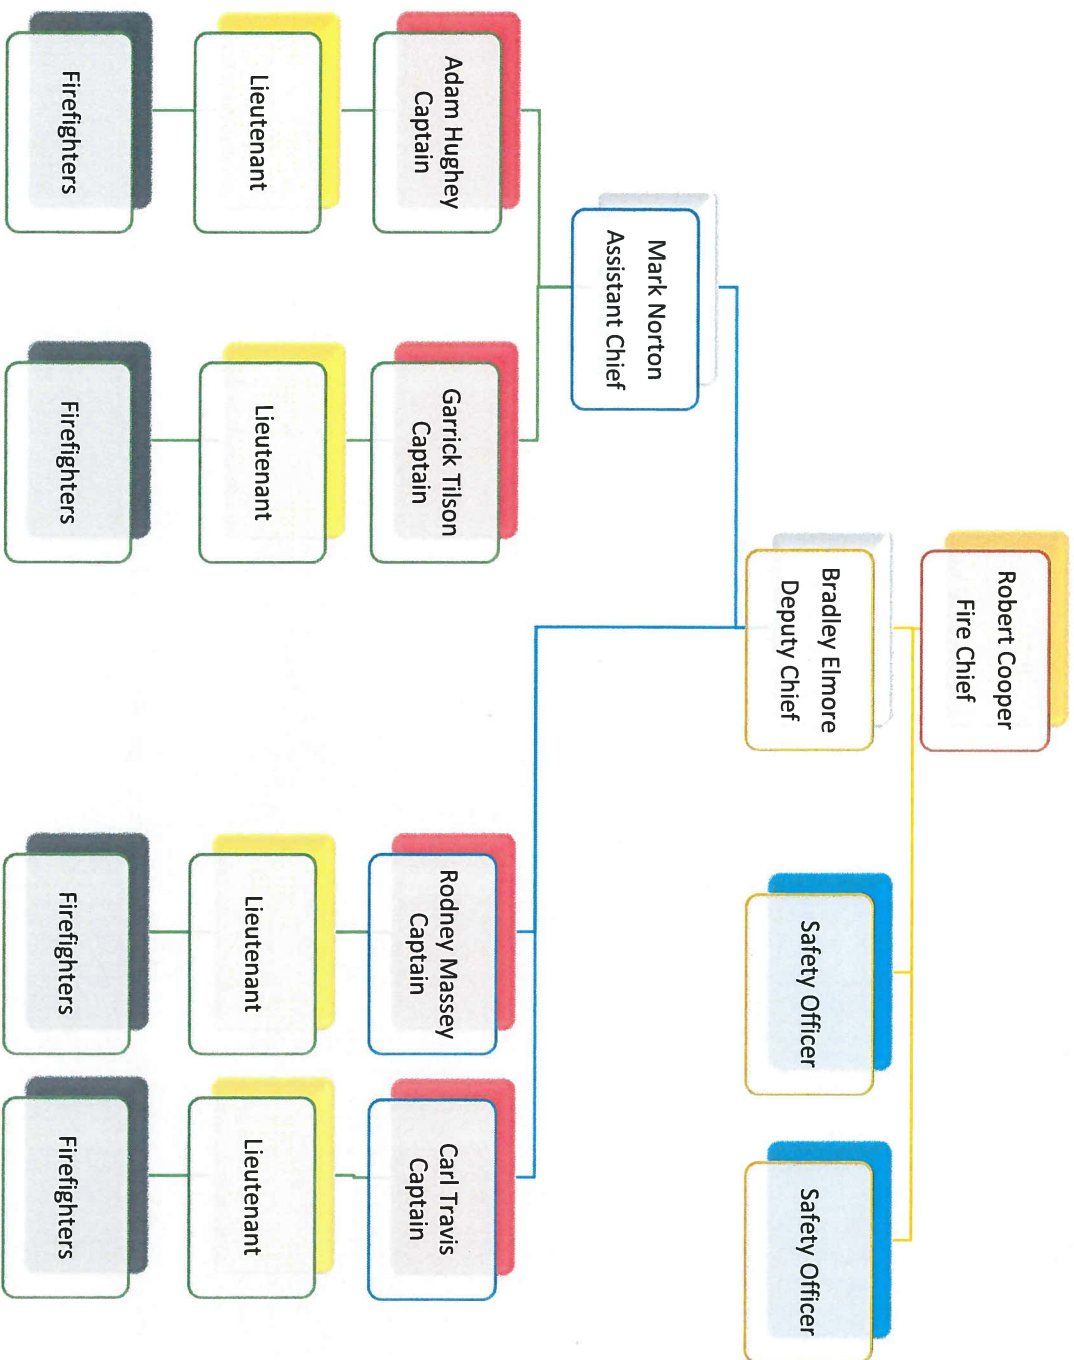 Robert Cooper
Fire Chief
Bradley Elmore
Deputy Chief
Safety Officer
Safety Officer
Mark Norton
Assistant Chief
Adam Hughey
Captain
Garrick Tilson
Captain
Rodney Massey
Captain
Carl Travis
Captain
Lieutenant
Lieutenant
Lieutenant
Lieutenant
Firefighters
Firefighters
Firefighters
Firefighters